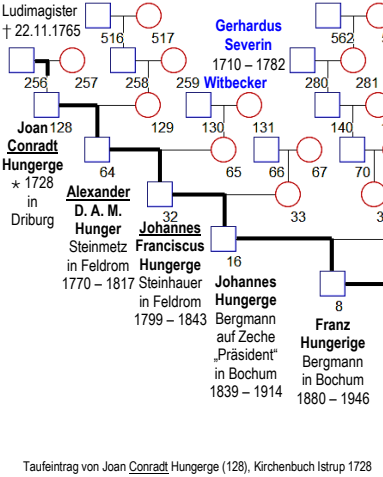 Ludimagister
† 22.11.1765
516
517
Gerhardus
Severin
1710 – 1782
Witbecker
562
256
257
258
259
280
281
Joan
Conradt
Hungerge
* 1728
in
Driburg
128
129
130
131
140
64
65
66
67
70
Alexander
D. A. M.
Hunger
Steinmetz
in Feldrom
1770 – 1817
32
33
3
Johannes
Franciscus
Hungerge
Steinhauer
in Feldrom
1799 – 1843
16
Johannes
Hungerge
Bergmann
auf Zeche
„Präsident“
in Bochum
1839 – 1914
8
Franz
Hungerige
Bergmann
in Bochum
1880 – 1946
Taufeintrag von Joan Conradt Hungerge (128), Kirchenbuch Istrup 1728